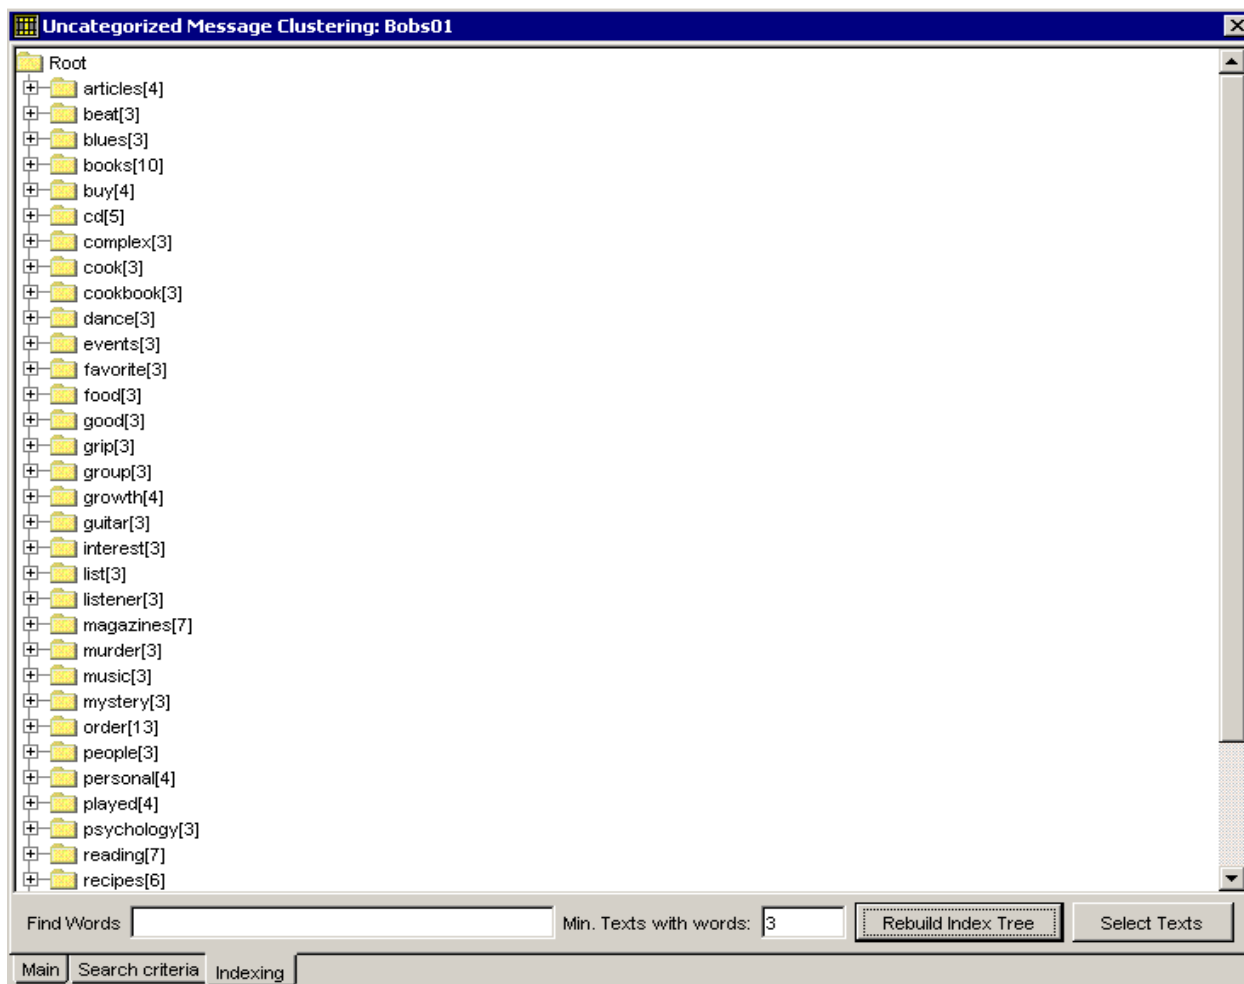 Uncategorized Message Clustering: Bobs01
Root
articles[4]
beat[3]
blues[3]
books[10]
buy[4]
cd[5]
complex[3]
cook[3]
cookbook[3]
dance[3]
events[3]
favorite[3]
food[3]
good[3]
grip[3]
group[3]
growth[4]
guitar[3]
interest[3]
list[3]
listener[3]
magazines[7]
murder[3]
music[3]
mystery[3]
order[13]
people[3]
personal[4]
played[4]
psychology[3]
reading[7]
recipes[6]
Find Words Min. Texts with words: 3 Rebuild Index Tree Select Texts
Main Search criteria Indexing